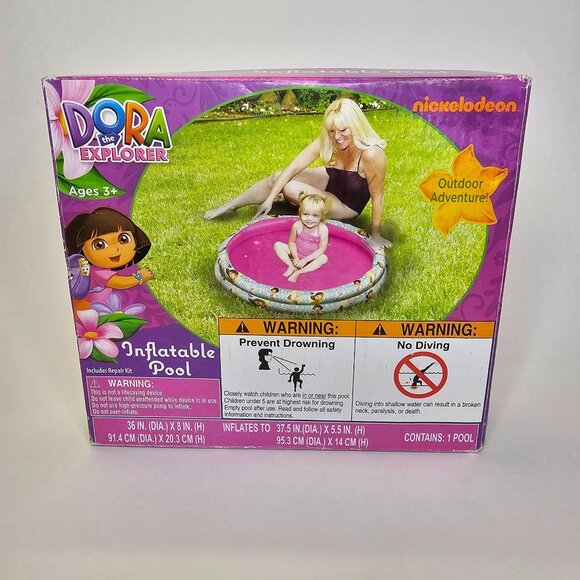 Inflatable
nickelodeon
DORA
the
EXPLORER
Ages 3+
Outdoor
Adventure!
Inflatable
Pool
Includes Repair Kit
WARNING:
This is not a lifesaving device.
Do not leave child unattended while device is in use.
Do not use high-pressure pump to inflate.
Do not over-inflate.
WARNING:
Prevent Drowning
Closely watch children who are in or near this pool.
Children under 5 are at highest risk for drowning.
Empty pool after use. Read and follow all safety
information and instructions.
WARNING:
No Diving
Diving into shallow water can result in a broken
neck, paralysis, or death.
36 IN. (DIA.) X 8 IN. (H)
91.4 CM (DIA.) X 20.3 CM (H)
INFLATES TO
37.5 IN.(DIA.) X 5.5 IN. (H)
95.3 CM (DIA.) X 14 CM (H)
CONTAINS: 1 POOL